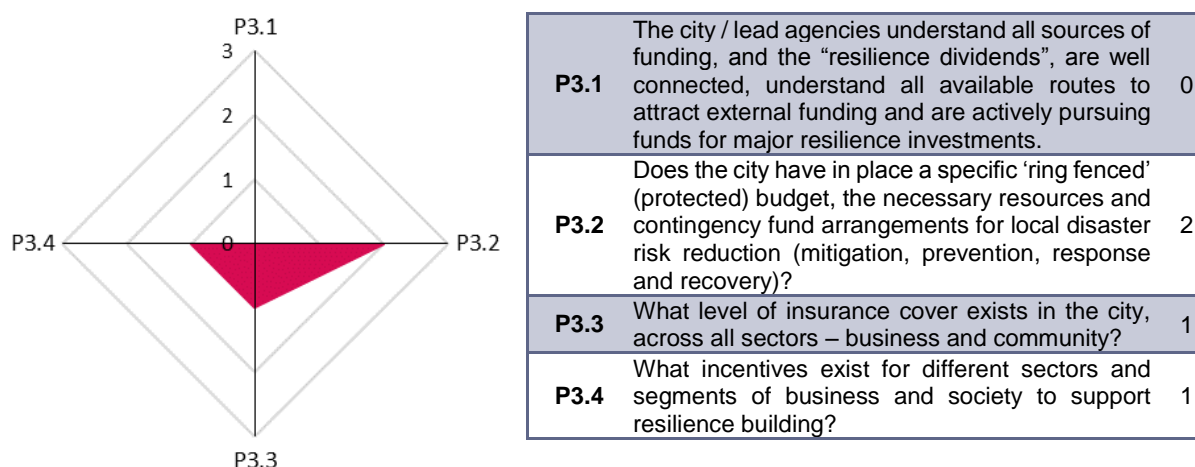 P3.1
3
2
1
0
P3.4
P3.2
P3.3
The city / lead agencies understand all sources of
funding, and the “resilience dividends”, are well
P3.1 connected, understand all available routes to 0
attract external funding and are actively pursuing
funds for major resilience investments.
Does the city have in place a specific ‘ring fenced’
(protected) budget, the necessary resources and
P3.2 contingency fund arrangements for local disaster 2
risk reduction (mitigation, prevention, response
and recovery)?
P3.3 What level of insurance cover exists in the city, 1
across all sectors – business and community?
What incentives exist for different sectors and
P3.4 segments of business and society to support 1
resilience building?